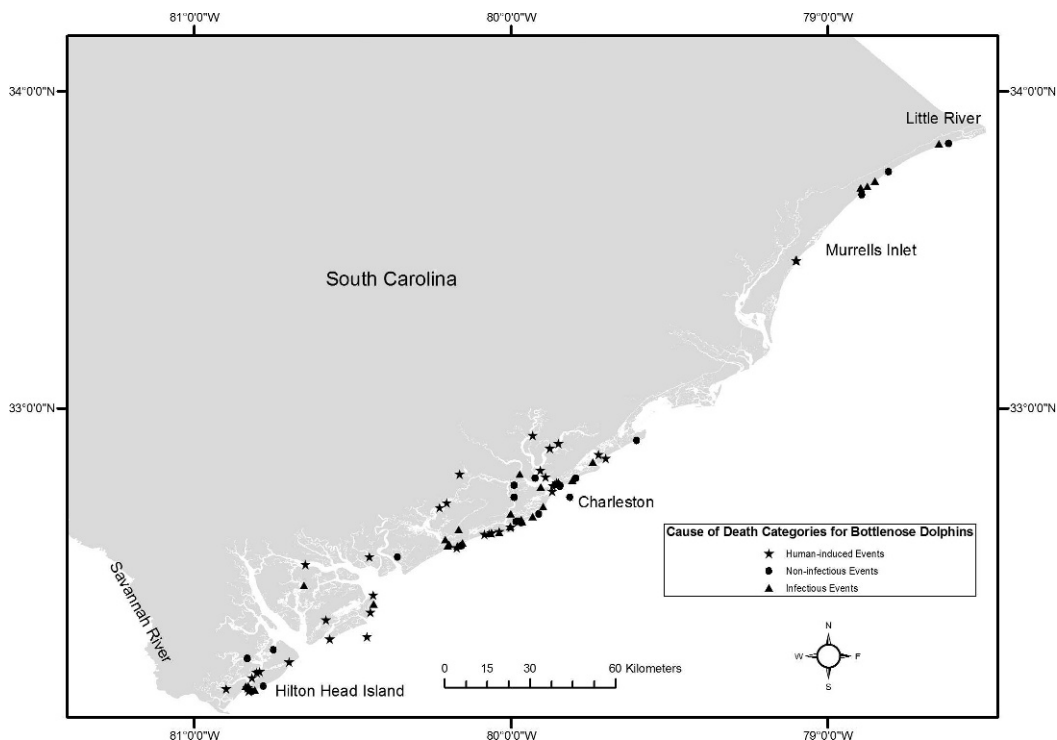 81°0'0"W 80°0'0"W 79°0'0"W
34°0'0"N 34°0'0"N
Little River
Murrells Inlet
South Carolina
33°0'0"N 33°0'0"N
Charleston
Cause of Death Categories for Bottlenose Dolphins
Human-induced Events
Non-infectious Events
Infectious Events
Savannah River
N
W E
S
0 15 30 60 Kilometers
Hilton Head Island
81°0'0"W 80°0'0"W 79°0'0"W